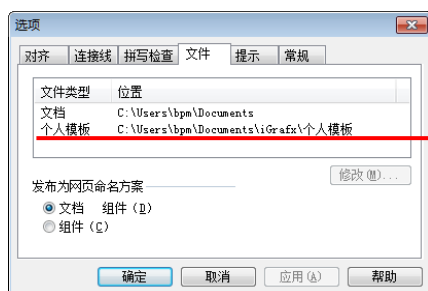 选项
对齐 连接线 拼写检查 文件 提示 常规
文件类型 位置
文档 C:\Users\bpm\Documents
个人模板 C:\Users\bpm\Documents\iGrafx\个人模板
修改(M)...
发布为网页命名方案
文档 组件(D)
组件(C)
确定 取消 应用(A) 帮助